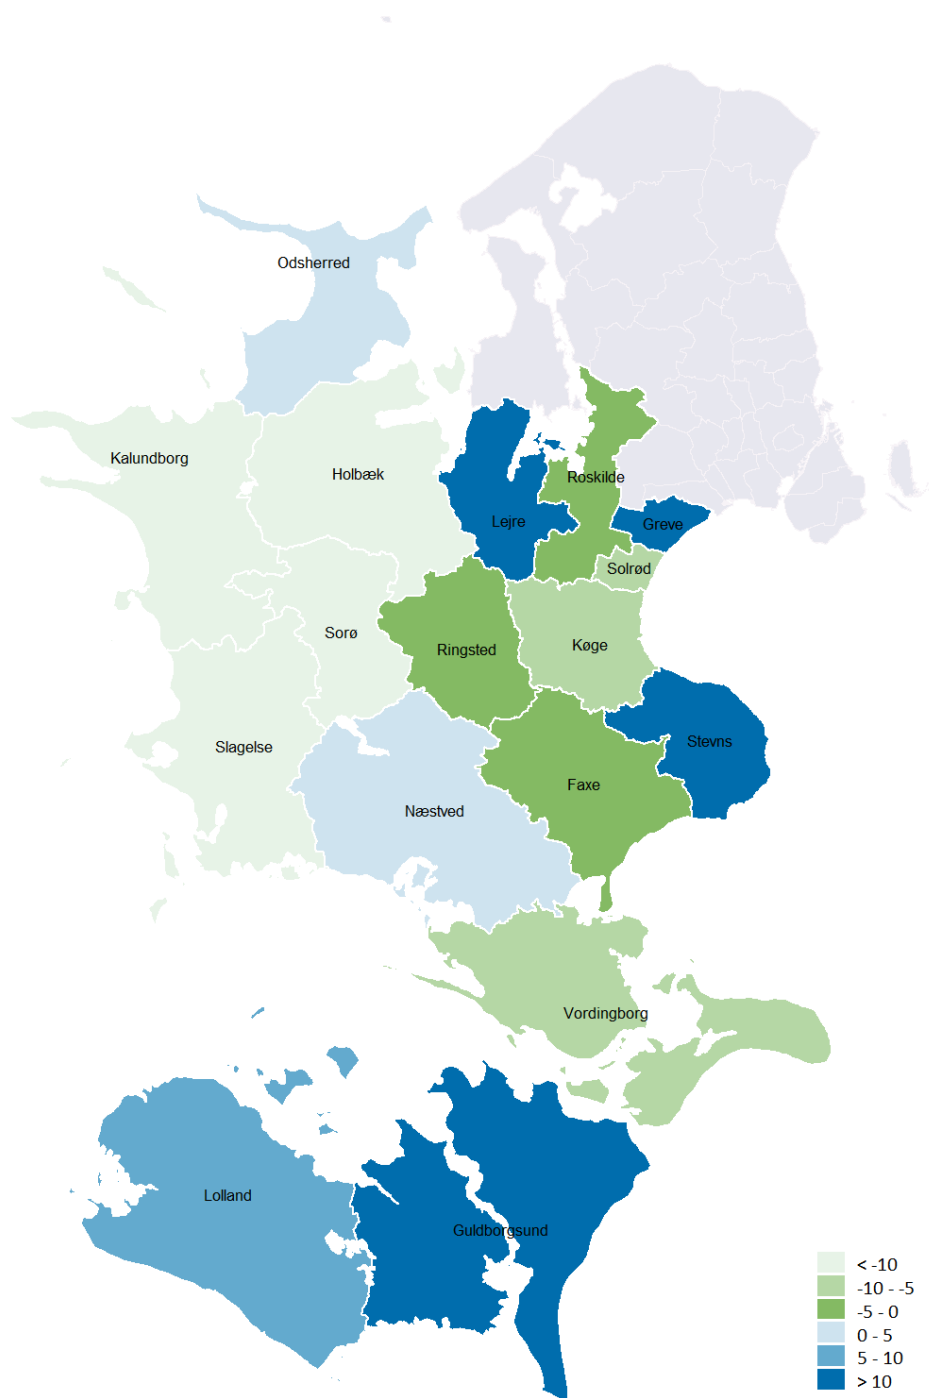 Odsherred
Kalundborg
Holbæk
Roskilde
Lejre
Greve
Solrød
Sorø
Køge
Ringsted
Stevns
Slagelse
Faxe
Næstved
Vordingborg
Lolland
Guldborgsund
< -10
-10 - -5
-5 - 0
0 - 5
5 - 10
> 10